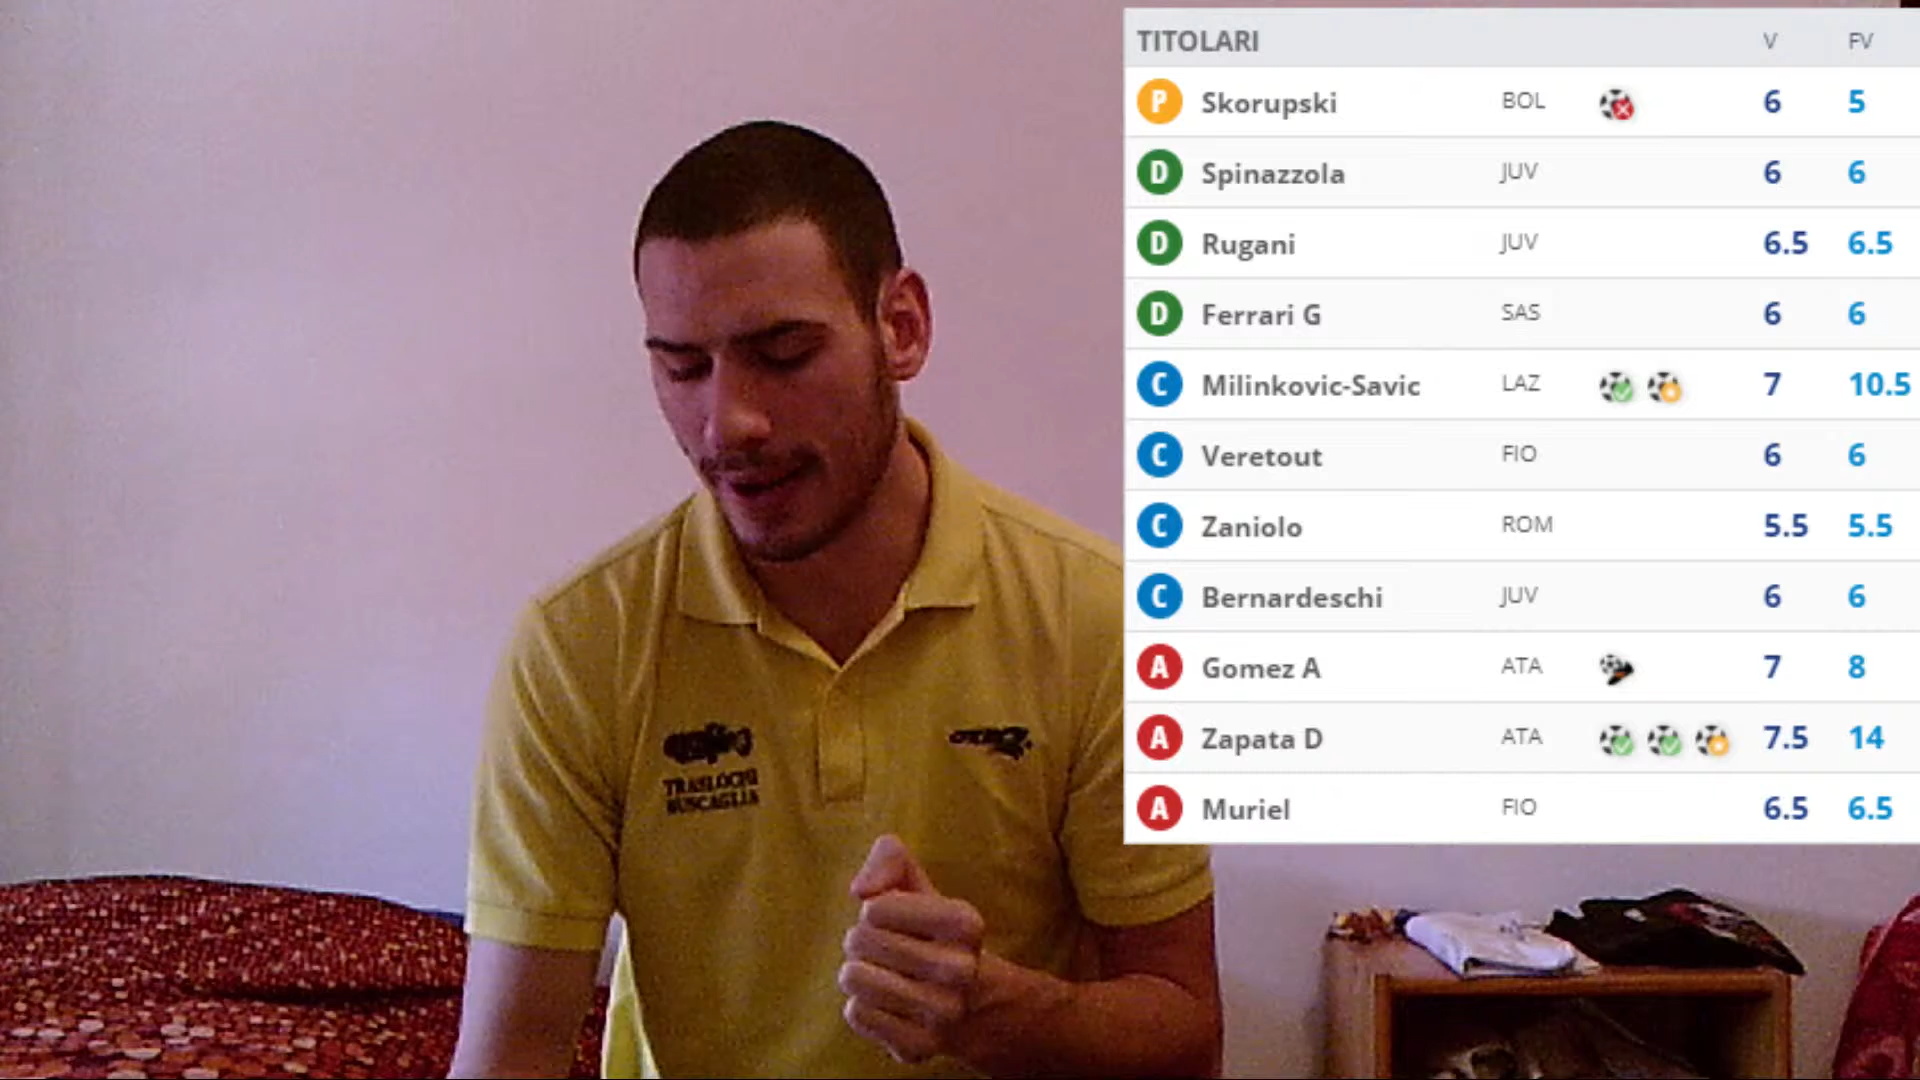 TITOLARI V FV
P Skorupski BOL 6 5
D Spinazzola JUV 6 6
D Rugani JUV 6.5 6.5
D Ferrari G SAS 6 6
C Milinkovic-Savic LAZ 7 10.5
C Veretout FIO 6 6
C Zaniolo ROM 5.5 5.5
C Bernardeschi JUV 6 6
A Gomez A ATA 7 8
A Zapata D ATA 7.5 14
A Muriel FIO 6.5 6.5
TRASLOCHI
BUSCAGLIA